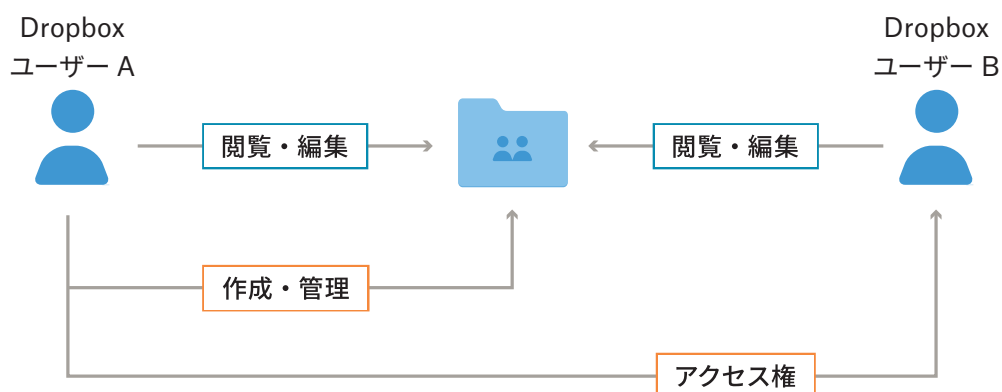 Dropbox
ユーザー A
Dropbox
ユーザー B
閲覧・編集
閲覧・編集
作成・管理
アクセス権